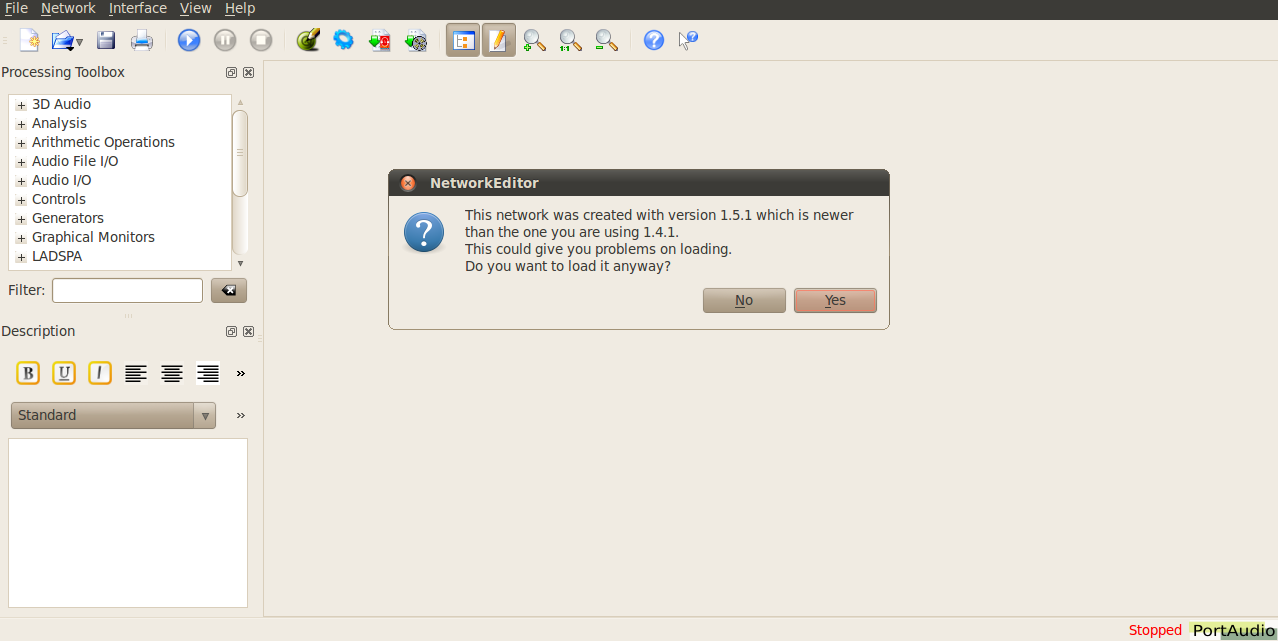 File Network Interface View Help
Processing Toolbox
3D Audio
Analysis
Arithmetic Operations
Audio File I/O
Audio I/O
Controls
Generators
Graphical Monitors
LADSPA
Filter:
Description
B U I
Standard
NetworkEditor
This network was created with version 1.5.1 which is newer
than the one you are using 1.4.1.
This could give you problems on loading.
Do you want to load it anyway?
No Yes
Stopped PortAudio